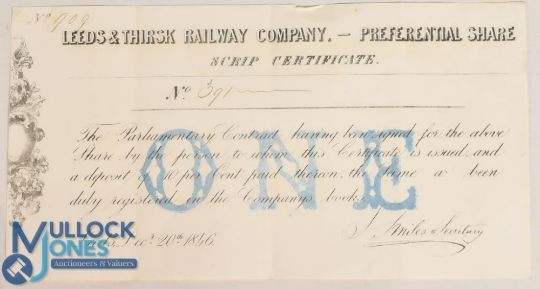 No 909
LEEDS & THIRSK RAILWAY COMPANY. — PREFERENTIAL SHARE
SCRIP CERTIFICATE.
No 391
ONE
The Parliamentary Contract having been signed for the above
Share by the person to whom this Certificate is issued, and
a deposit of 10 per Cent paid thereon, the same has been
duly registered in the Company's books.
Leeds, Decr 20th 1846
Secretary
MULLOCK
JONES
Auctioneers & Valuers